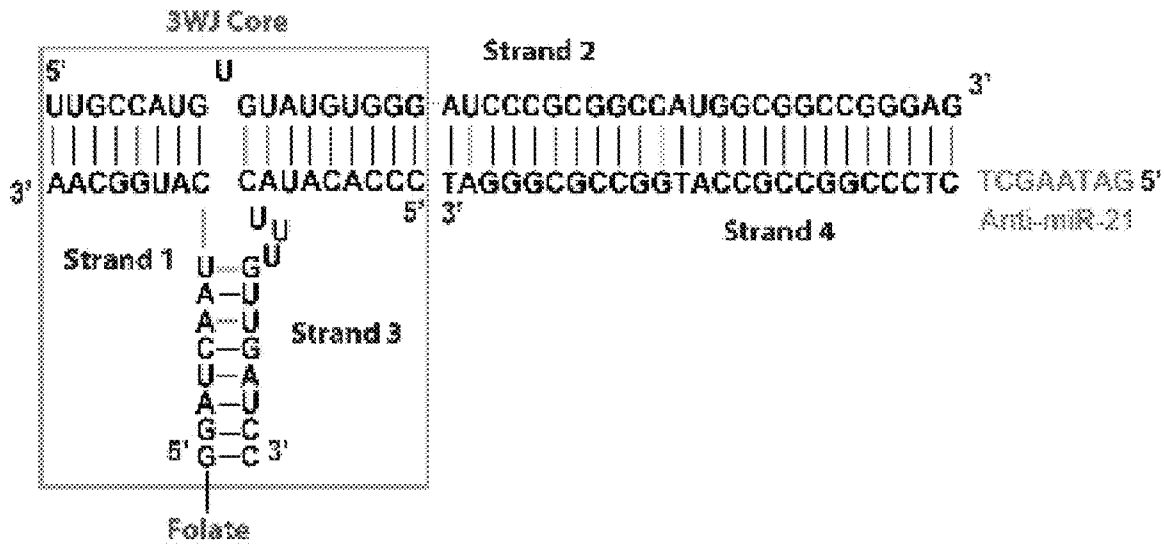 3WJ Core
Strand 2
5' U 3'
UUGCCAUG GUAUGUGGG AUCCCGCGGCCAUGGCGGCCGGGAG
3' AACGGUAC CAUACACCC TAGGGCGCCGGTACCGCCGGCCCTC TCGAATAG 5'
5' 3'
U Anti-miR-21
U
U
Strand 4
Strand 1
U G
A U
A U
Strand 3
C G
U A
A U
G C
5' G C 3'
Folate